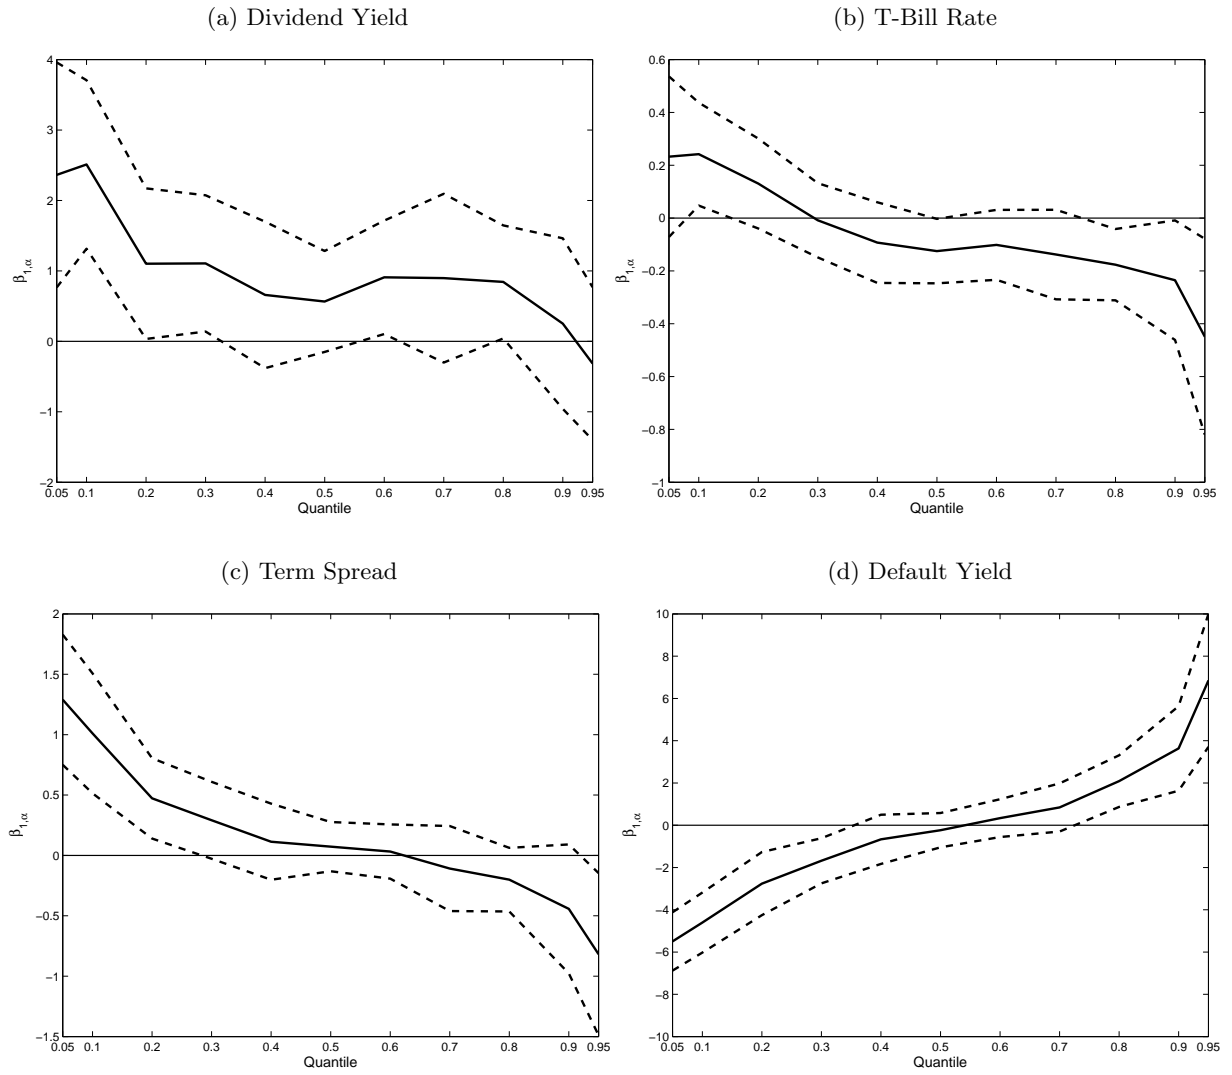 (a) Dividend Yield
4
3
2
1
0
−1
−2
β1,α
0.05 0.1 0.2 0.3 0.4 0.5 0.6 0.7 0.8 0.9 0.95
Quantile
(b) T-Bill Rate
0.6
0.4
0.2
0
−0.2
−0.4
−0.6
−0.8
−1
β1,α
0.05 0.1 0.2 0.3 0.4 0.5 0.6 0.7 0.8 0.9 0.95
Quantile
(c) Term Spread
2
1.5
1
0.5
0
−0.5
−1
−1.5
β1,α
0.05 0.1 0.2 0.3 0.4 0.5 0.6 0.7 0.8 0.9 0.95
Quantile
(d) Default Yield
10
8
6
4
2
0
−2
−4
−6
−8
−10
β1,α
0.05 0.1 0.2 0.3 0.4 0.5 0.6 0.7 0.8 0.9 0.95
Quantile